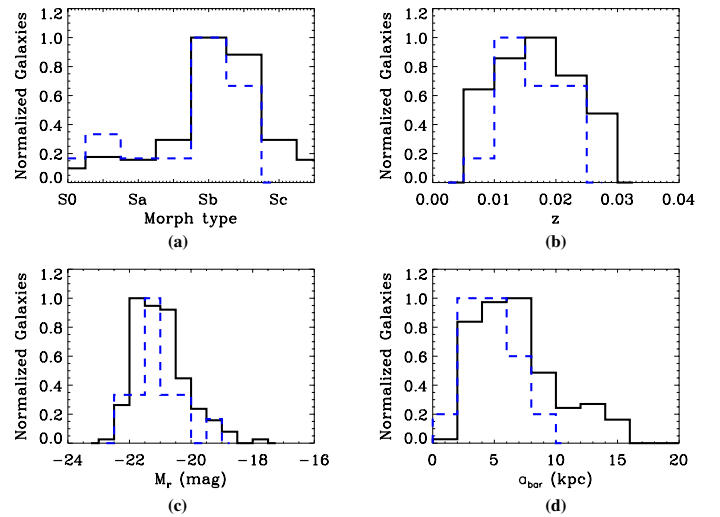 Normalized Galaxies
1.2
1.0
0.8
0.6
0.4
0.2
0.0
S0 Sa Sb Sc
Morph type
(a)
Normalized Galaxies
1.2
1.0
0.8
0.6
0.4
0.2
0.0
0.00 0.01 0.02 0.03 0.04
z
(b)
Normalized Galaxies
1.2
1.0
0.8
0.6
0.4
0.2
0.0
−24 −22 −20 −18 −16
Mr (mag)
(c)
Normalized Galaxies
1.2
1.0
0.8
0.6
0.4
0.2
0.0
0 5 10 15 20
abar (kpc)
(d)